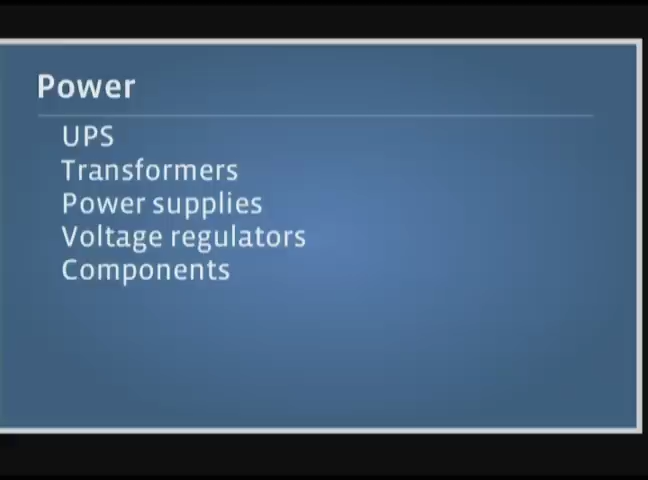 Power
UPS
Transformers
Power supplies
Voltage regulators
Components